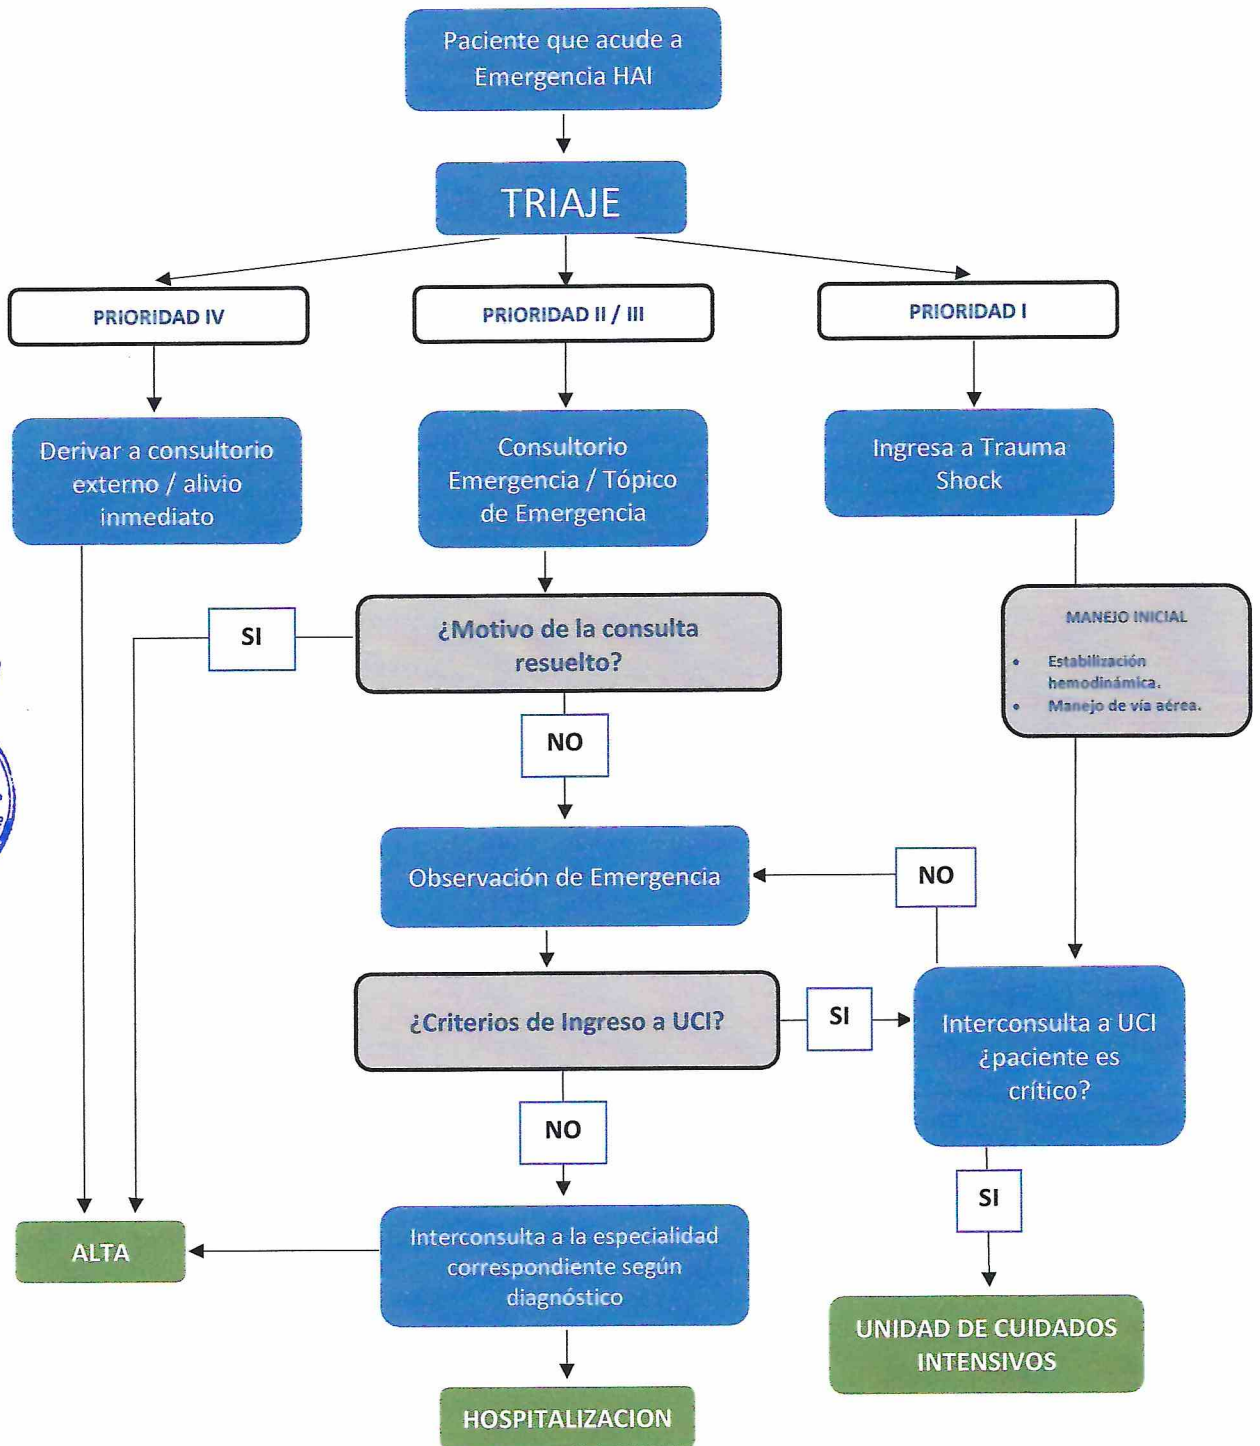 Paciente que acude a
Emergencia HAI
TRIAJE
PRIORIDAD IV
PRIORIDAD II / III
PRIORIDAD I
Derivar a consultorio
externo / alivio
inmediato
Consultorio
Emergencia / Tópico
de Emergencia
Ingresa a Trauma
Shock
SI
¿Motivo de la consulta
resuelto?
MANEJO INICIAL
• Estabilización
hemodinámica.
• Manejo de vía aérea.
NO
Observación de Emergencia
NO
¿Criterios de Ingreso a UCI?
SI
Interconsulta a UCI
¿paciente es
crítico?
NO
SI
ALTA
Interconsulta a la especialidad
correspondiente según
diagnóstico
UNIDAD DE CUIDADOS
INTENSIVOS
HOSPITALIZACION